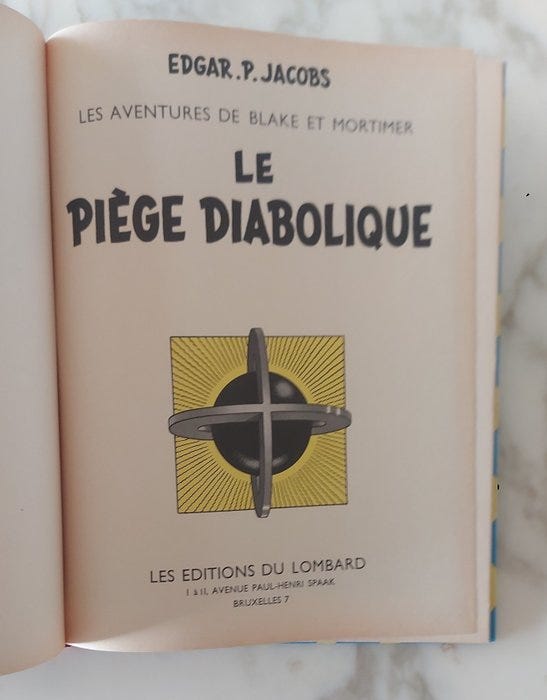 EDGAR.P.JACOBS
LES AVENTURES DE BLAKE ET MORTIMER
LE
PIÈGE DIABOLIQUE
LES EDITIONS DU LOMBARD
1 à 11, AVENUE PAUL-HENRI SPAAK
BRUXELLES 7